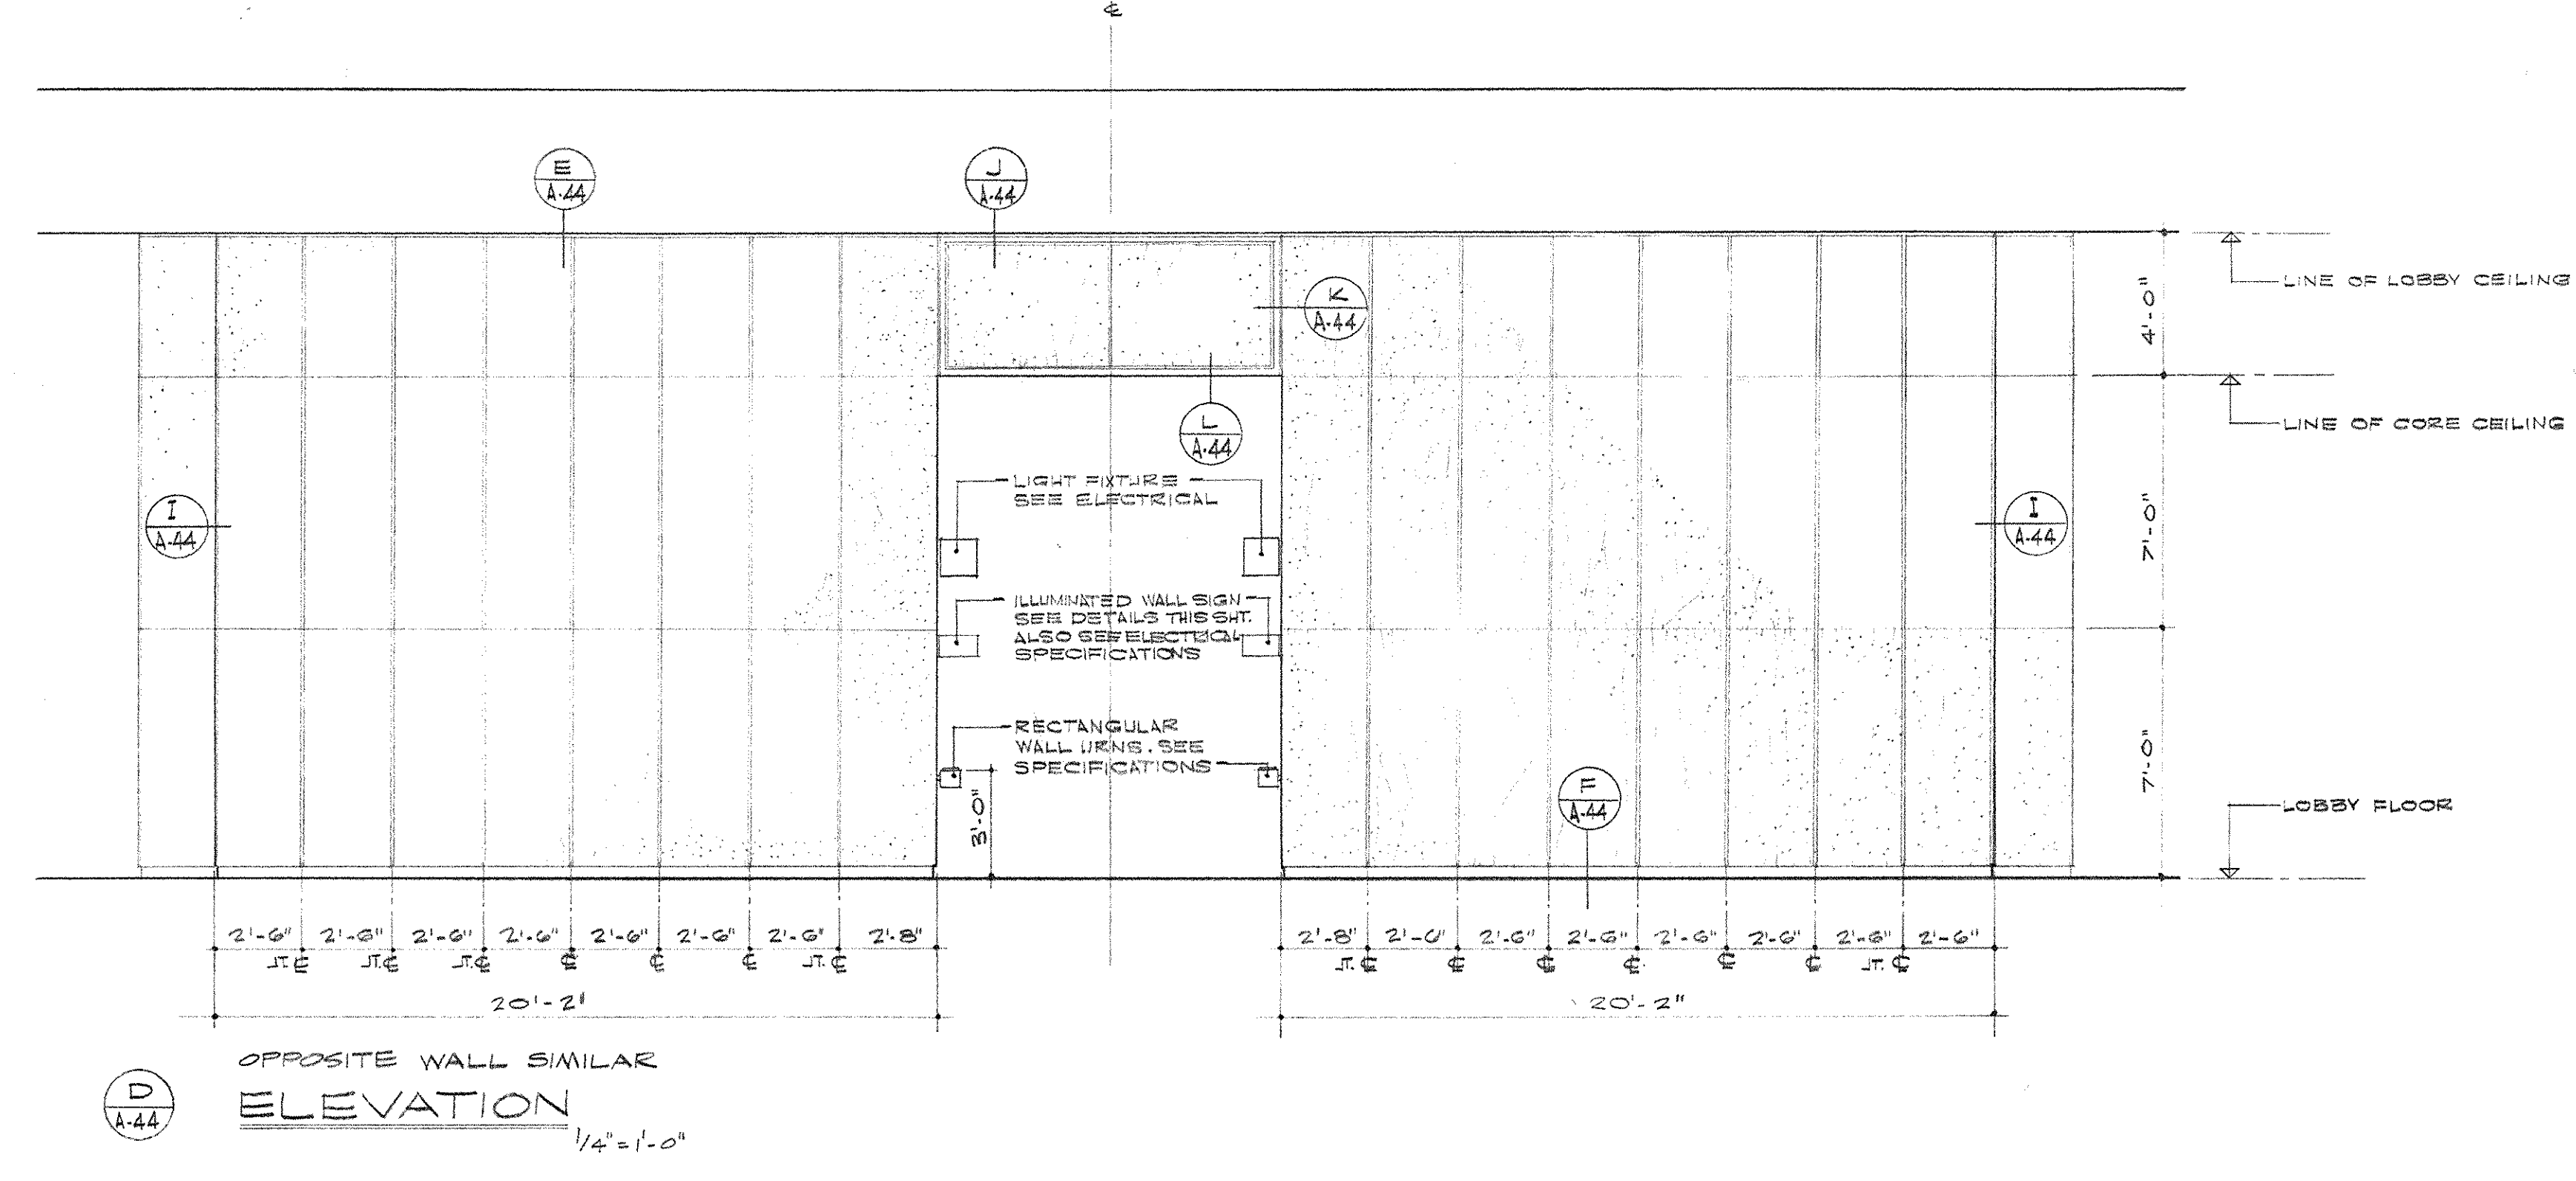 ℄
E
A-44
J
A-44
K
A-44
L
A-44
LINE OF LOBBY CEILING
4'-0"
LINE OF CORE CEILING
LIGHT FIXTURE
SEE ELECTRICAL
I
A-44
I
A-44
7'-0"
ILLUMINATED WALL SIGN
SEE DETAILS THIS SHT.
ALSO SEE ELECTRICAL
SPECIFICATIONS
RECTANGULAR
WALL URNS. SEE
SPECIFICATIONS
3'-0"
F
A-44
7'-0"
LOBBY FLOOR
2'-6" 2'-6" 2'-6" 2'-6" 2'-6" 2'-6" 2'-6" 2'-8"
2'-8" 2'-6" 2'-6" 2'-6" 2'-6" 2'-6" 2'-6"
JT. ℄ JT. ℄ JT. ℄ ℄ ℄ ℄ JT. ℄
JT. ℄ ℄ ℄ ℄. ℄ ℄ JT. ℄
20'-2"
20'-2"
OPPOSITE WALL SIMILAR
D
A-44
ELEVATION
1/4"=1'-0"